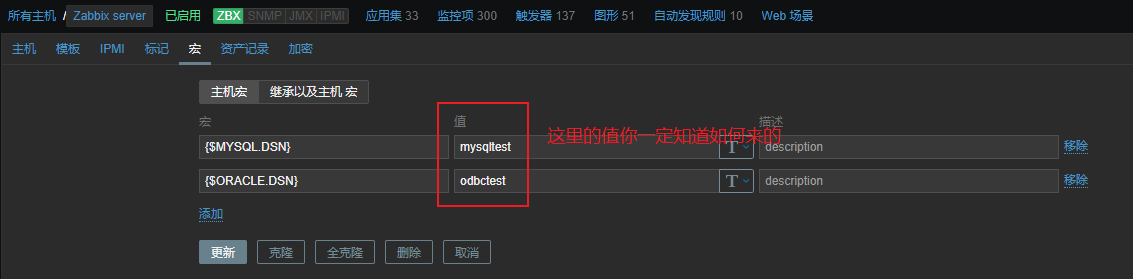 所有主机 / Zabbix server 已启用 ZBX SNMP JMX IPMI 应用集 33 监控项 300 触发器 137 图形 51 自动发现规则 10 Web 场景
主机 模板 IPMI 标记 宏 资产记录 加密
主机宏 继承以及主机 宏
宏 值 描述
这里的值你一定知道如何来的
{$MYSQL.DSN} mysqltest T description 移除
{$ORACLE.DSN} odbctest T description 移除
添加
更新 克隆 全克隆 删除 取消